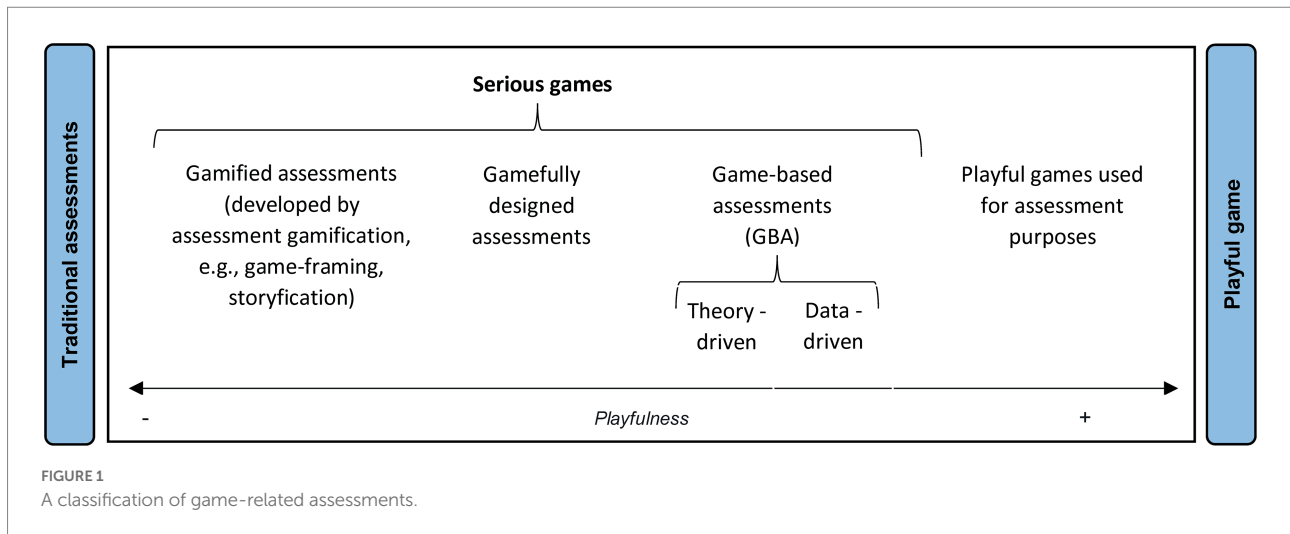 Traditional assessments
Serious games
Gamified assessments
(developed by
assessment gamification,
e.g., game-framing,
storyfication)
Gamefully
designed
assessments
Game-based
assessments
(GBA)
Theory -
driven
Data -
driven
Playful games used
for assessment
purposes
-
Playfulness
+
Playful game
FIGURE 1
A classification of game-related assessments.